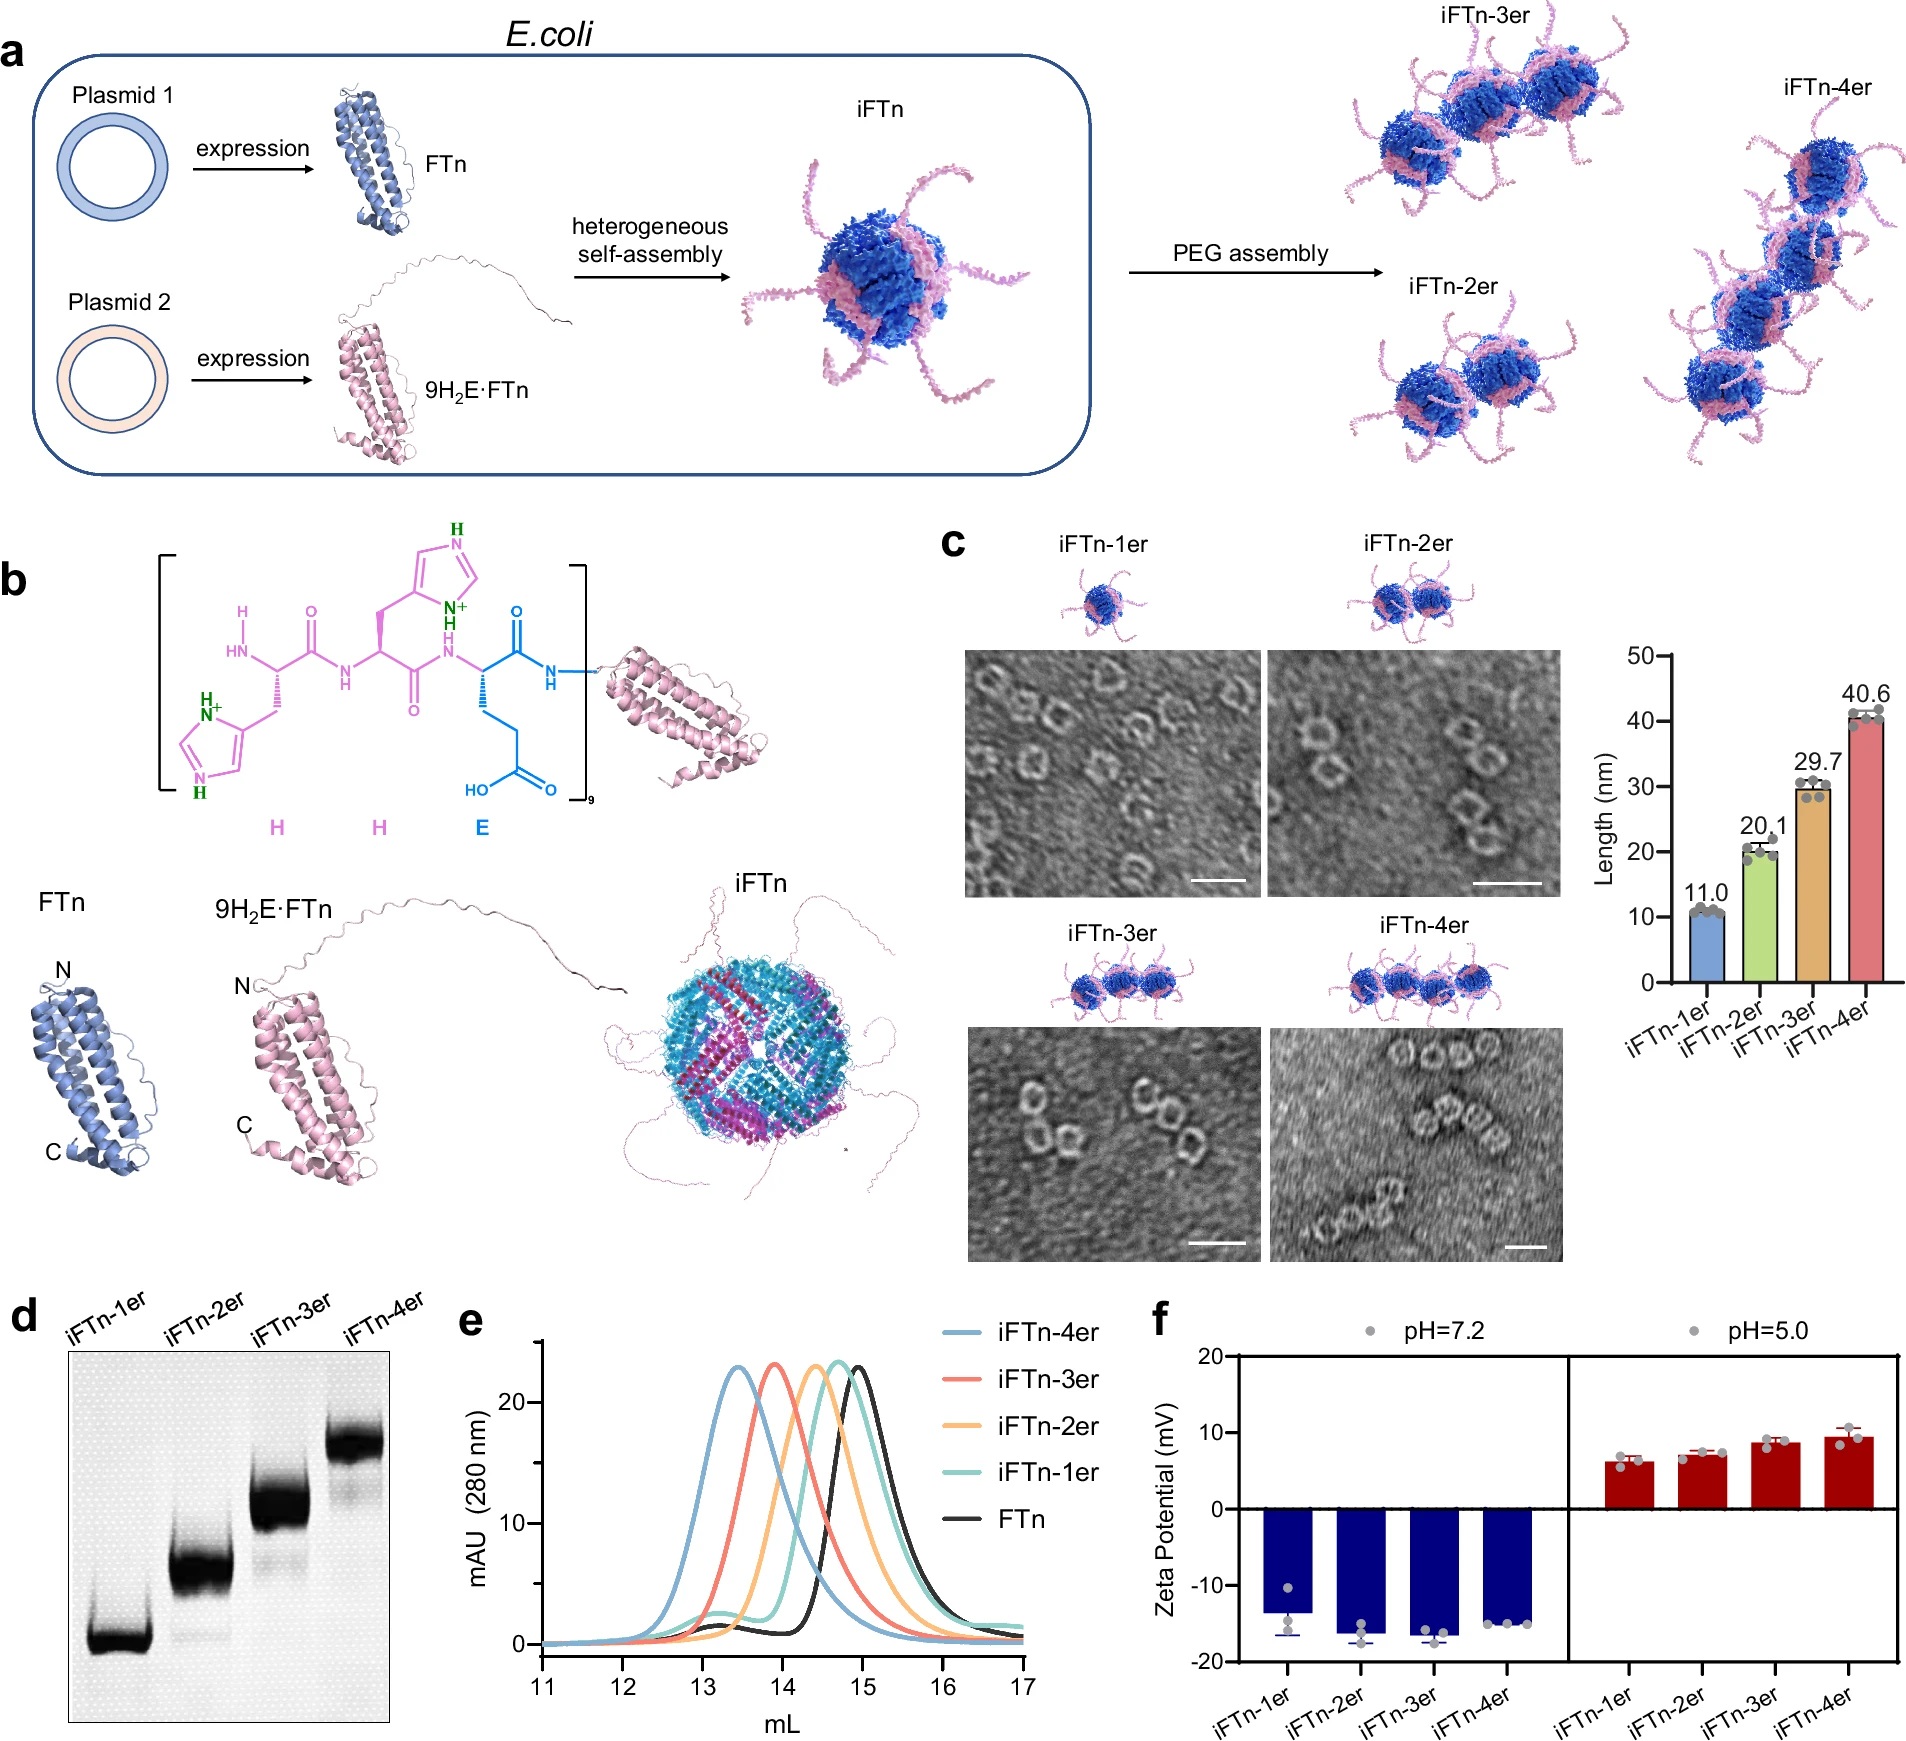 a
E.coli
Plasmid 1
expression
FTn
Plasmid 2
expression
9H₂E·FTn
heterogeneous
self-assembly
iFTn
PEG assembly
iFTn-3er
iFTn-4er
iFTn-2er
b
H
N
N⁺
H
H
HN
O
N
H
O
H
N
O
N
H
H
N⁺
N
H
HO
O
9
H
H
E
FTn
N
C
9H₂E·FTn
N
C
iFTn
c
iFTn-1er
iFTn-2er
iFTn-3er
iFTn-4er
Length (nm)
50
40
30
20
10
0
11.0
20.1
29.7
40.6
iFTn-1er
iFTn-2er
iFTn-3er
iFTn-4er
d
iFTn-1er
iFTn-2er
iFTn-3er
iFTn-4er
e
mAU (280 nm)
20
10
0
11
12
13
14
15
16
17
mL
iFTn-4er
iFTn-3er
iFTn-2er
iFTn-1er
FTn
f
pH=7.2
pH=5.0
Zeta Potential (mV)
20
10
0
-10
-20
iFTn-1er
iFTn-2er
iFTn-3er
iFTn-4er
iFTn-1er
iFTn-2er
iFTn-3er
iFTn-4er